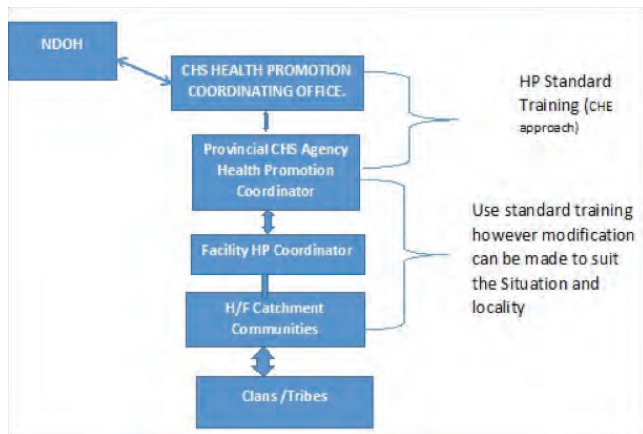 NDOH
CHS HEALTH PROMOTION
COORDINATING OFFICE.
HP Standard
Training (CHE
approach)
Provincial CHS Agency
Health Promotion
Coordinator
Use standard training
however modification
can be made to suit
the Situation and
locality
Facility HP Coordinator
H/F Catchment
Communities
Clans /Tribes